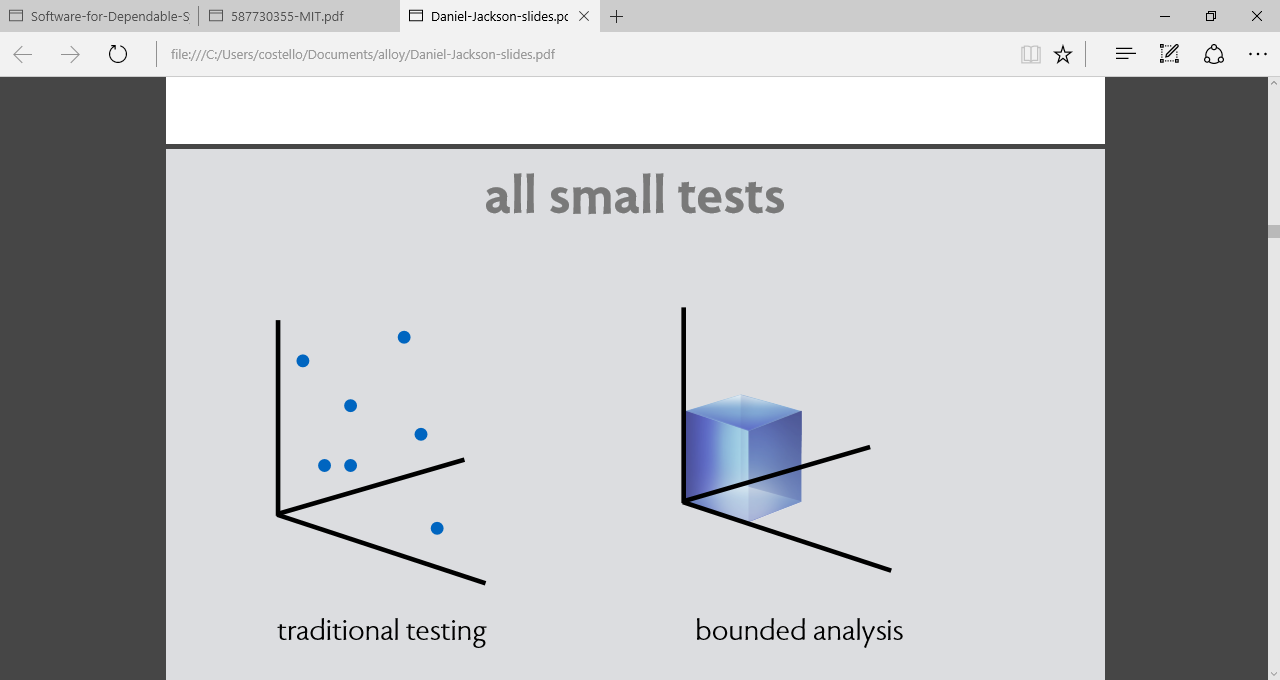 Software-for-Dependable-S
587730355-MIT.pdf
Daniel-Jackson-slides.pc
file:///C:/Users/costello/Documents/alloy/Daniel-Jackson-slides.pdf
all small tests
traditional testing
bounded analysis